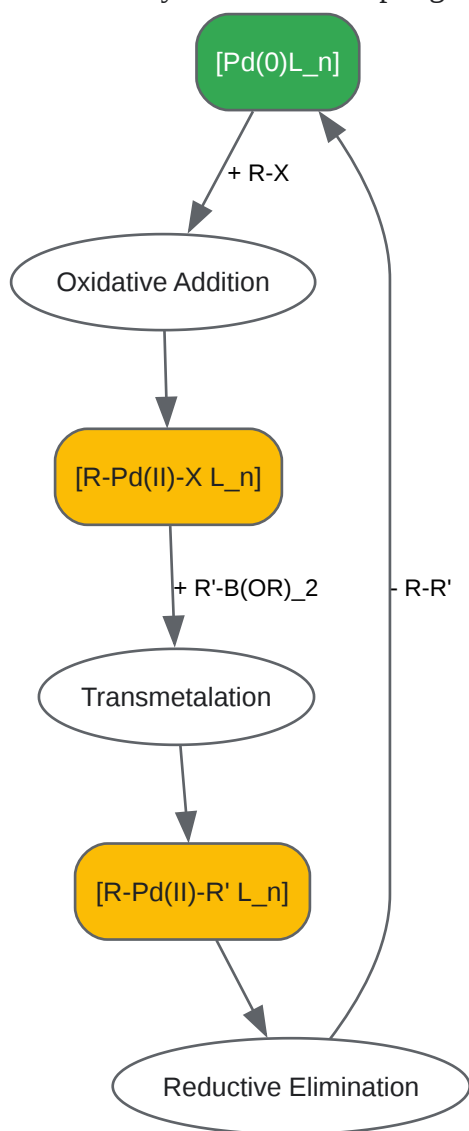 [Pd(0)L_n]
+ R-X
Oxidative Addition
[R-Pd(II)-X L_n]
+ R'-B(OR)_2
- R-R'
Transmetalation
[R-Pd(II)-R' L_n]
Reductive Elimination